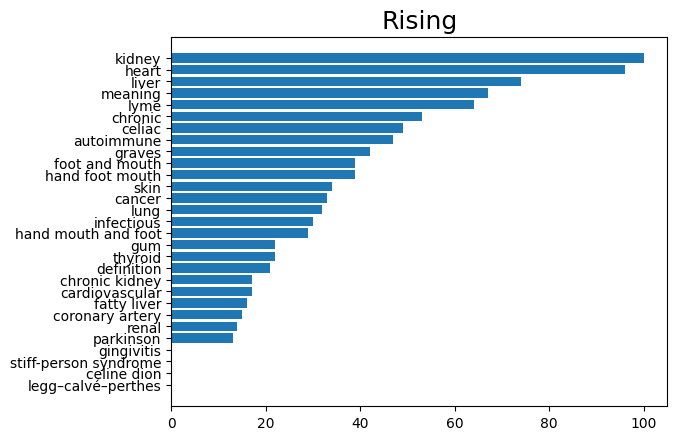 Rising
kidney
heart
liver
meaning
lyme
chronic
celiac
autoimmune
graves
foot and mouth
hand foot mouth
skin
cancer
lung
infectious
hand mouth and foot
gum
thyroid
definition
chronic kidney
cardiovascular
fatty liver
coronary artery
renal
parkinson
gingivitis
stiff-person syndrome
celine dion
legg–calvé–perthes
0 20 40 60 80 100